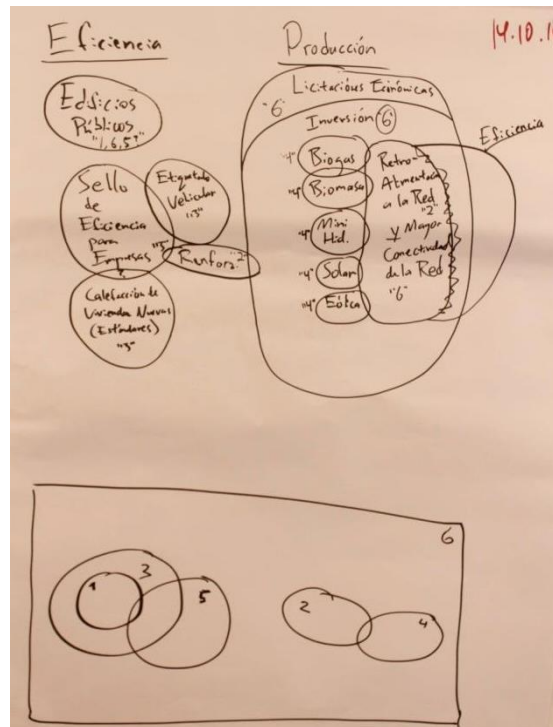 Eficiencia
Edificios
Públicos
"1,6,5?"
Sello
de
Eficiencia
para
Empresas "5"
Etiquetado
Vehicular
"3"
"2"
Calefacción de
Viviendas Nuevas
(Estándares)
"3"
Producción
14.10.1
Licitaciones Económicas
"6"
Inversión "6"
"4" Biogas
"4" Biomasa
"4" Mini
Hid.
"4" Solar
"4" Eólica
Retro-
Alimentar
a la Red
"2"
y Mayor
Conectividad
de la Red
"6"
Eficiencia
6
1
3
5
2
4